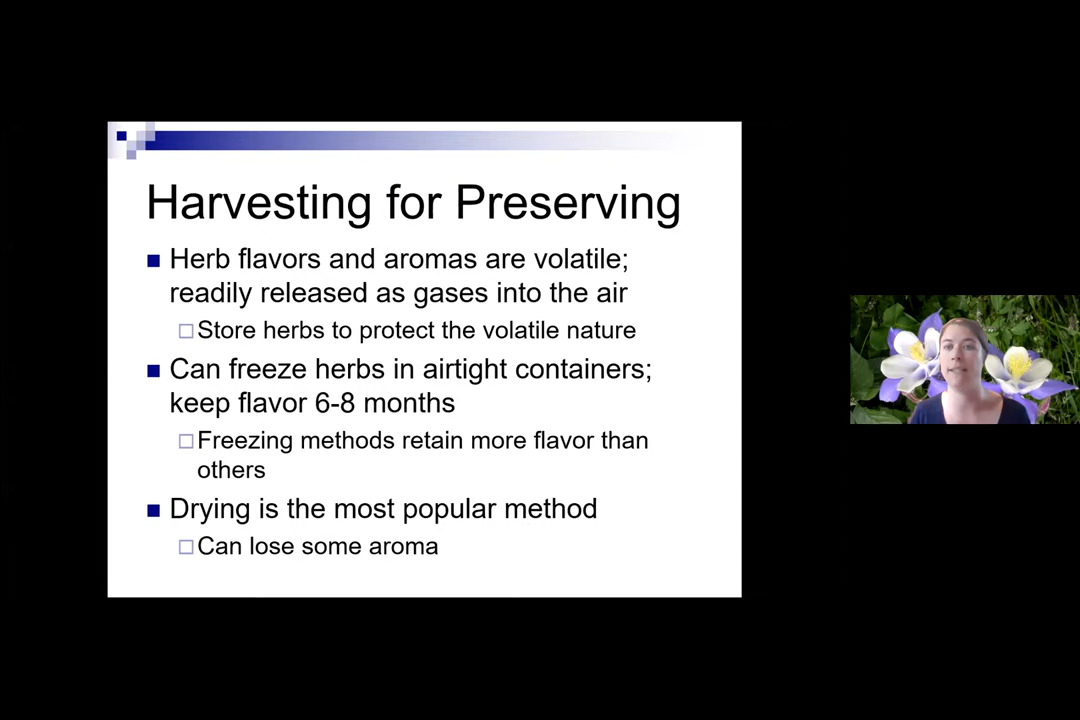 Harvesting for Preserving
Herb flavors and aromas are volatile;
readily released as gases into the air
Store herbs to protect the volatile nature
Can freeze herbs in airtight containers;
keep flavor 6-8 months
Freezing methods retain more flavor than
others
Drying is the most popular method
Can lose some aroma